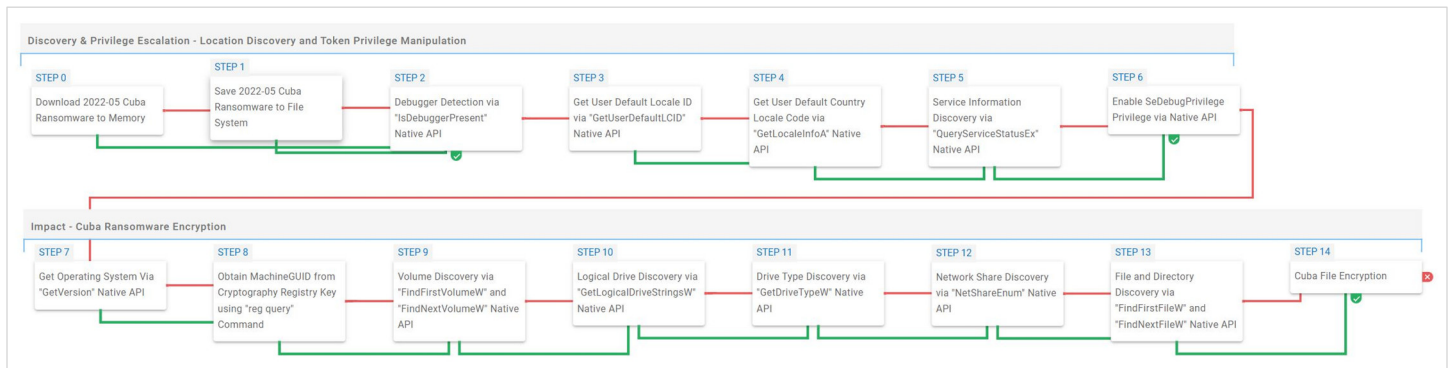 Discovery & Privilege Escalation - Location Discovery and Token Privilege Manipulation
STEP 0
Download 2022-05 Cuba
Ransomware to Memory
STEP 1
Save 2022-05 Cuba
Ransomware to File
System
STEP 2
Debugger Detection via
"IsDebuggerPresent"
Native API
STEP 3
Get User Default Locale ID
via "GetUserDefaultLCID"
Native API
STEP 4
Get User Default Country
Locale Code via
"GetLocaleInfoA" Native
API
STEP 5
Service Information
Discovery via
"QueryServiceStatusEx"
Native API
STEP 6
Enable SeDebugPrivilege
Privilege via Native API
Impact - Cuba Ransomware Encryption
STEP 7
Get Operating System Via
"GetVersion" Native API
STEP 8
Obtain MachineGUID from
Cryptography Registry Key
using "reg query"
Command
STEP 9
Volume Discovery via
"FindFirstVolumeW" and
"FindNextVolumeW" Native
API
STEP 10
Logical Drive Discovery via
"GetLogicalDriveStringsW"
Native API
STEP 11
Drive Type Discovery via
"GetDriveTypeW" Native
API
STEP 12
Network Share Discovery
via "NetShareEnum" Native
API
STEP 13
File and Directory
Discovery via
"FindFirstFileW" and
"FindNextFileW" Native API
STEP 14
Cuba File Encryption